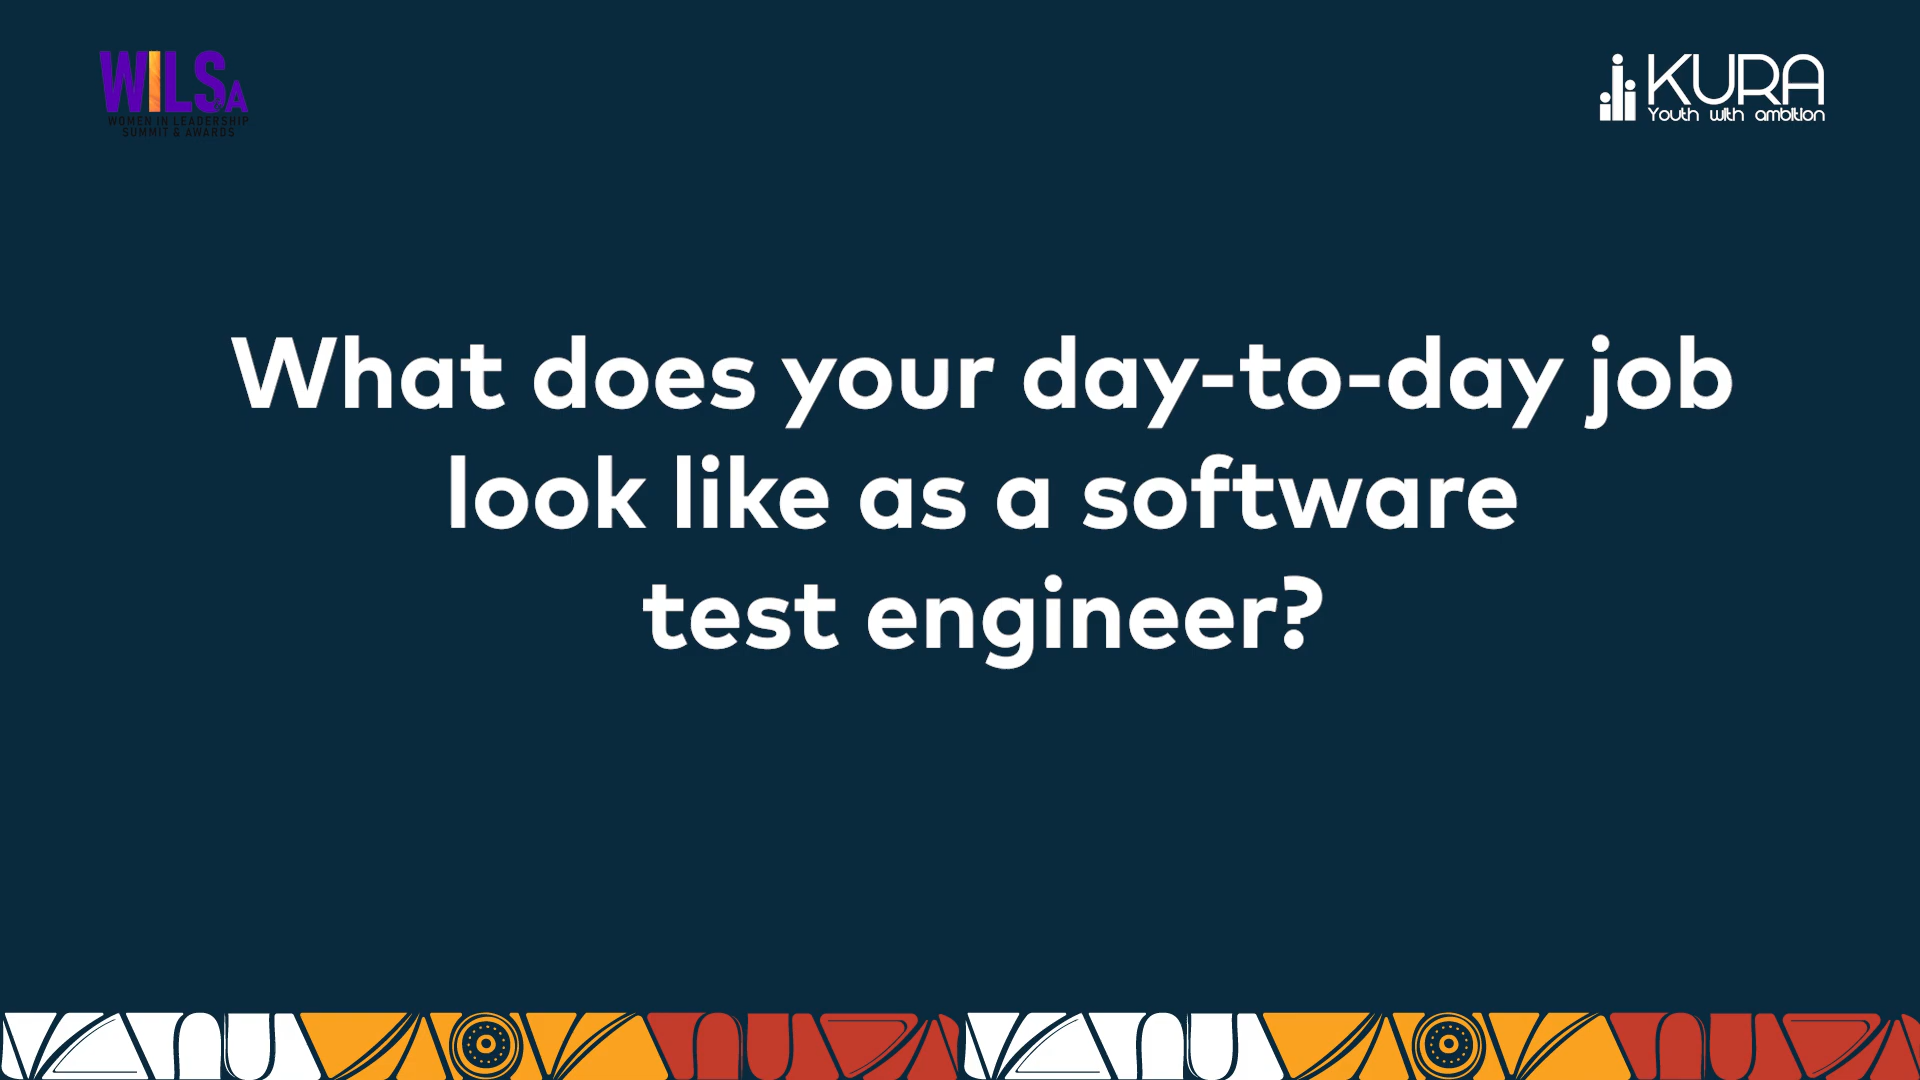 WILSA
WOMEN IN LEADERSHIP
SUMMIT & AWARDS
KURA
Youth with ambition
What does your day-to-day job
look like as a software
test engineer?